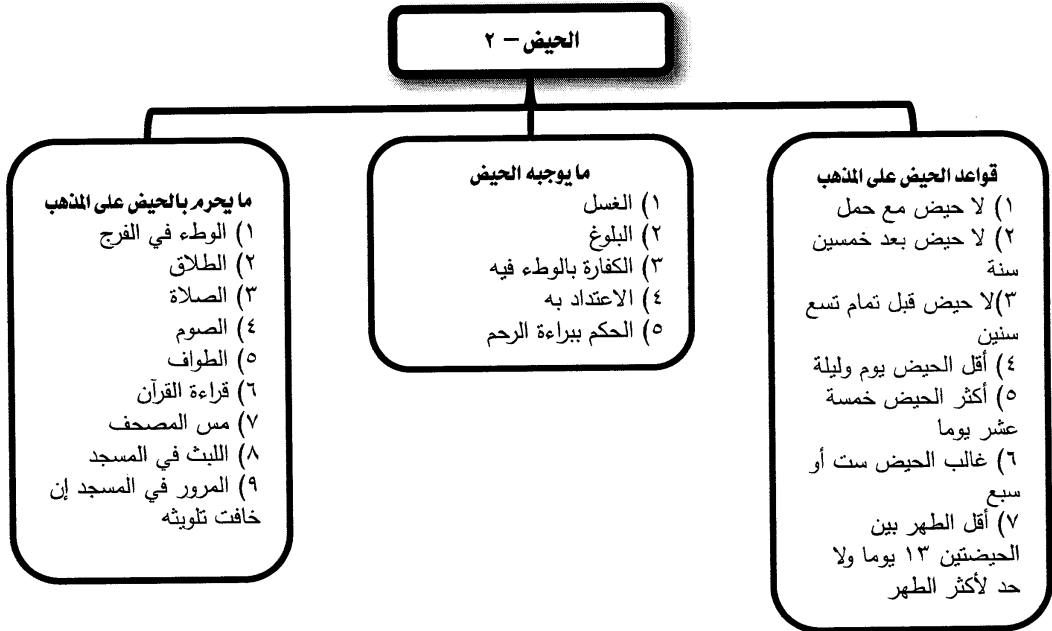 الحيض – ٢
قواعد الحيض على المذهب
١) لا حيض مع حمل
٢) لا حيض بعد خمسين
سنة
٣)لا حيض قبل تمام تسع
سنين
٤) أقل الحيض يوم وليلة
٥) أكثر الحيض خمسة
عشر يوما
٦) غالب الحيض ست أو
سبع
٧) أقل الطهر بين
الحيضتين ١٣ يوما ولا
حد لأكثر الطهر
ما يوجبه الحيض
١) الغسل
٢) البلوغ
٣) الكفارة بالوطء فيه
٤) الاعتداد به
٥) الحكم ببراءة الرحم
ما يحرم بالحيض على المذهب
١) الوطء في الفرج
٢) الطلاق
٣) الصلاة
٤) الصوم
٥) الطواف
٦) قراءة القرآن
٧) مس المصحف
٨) اللبث في المسجد
٩) المرور في المسجد إن
خافت تلويثه